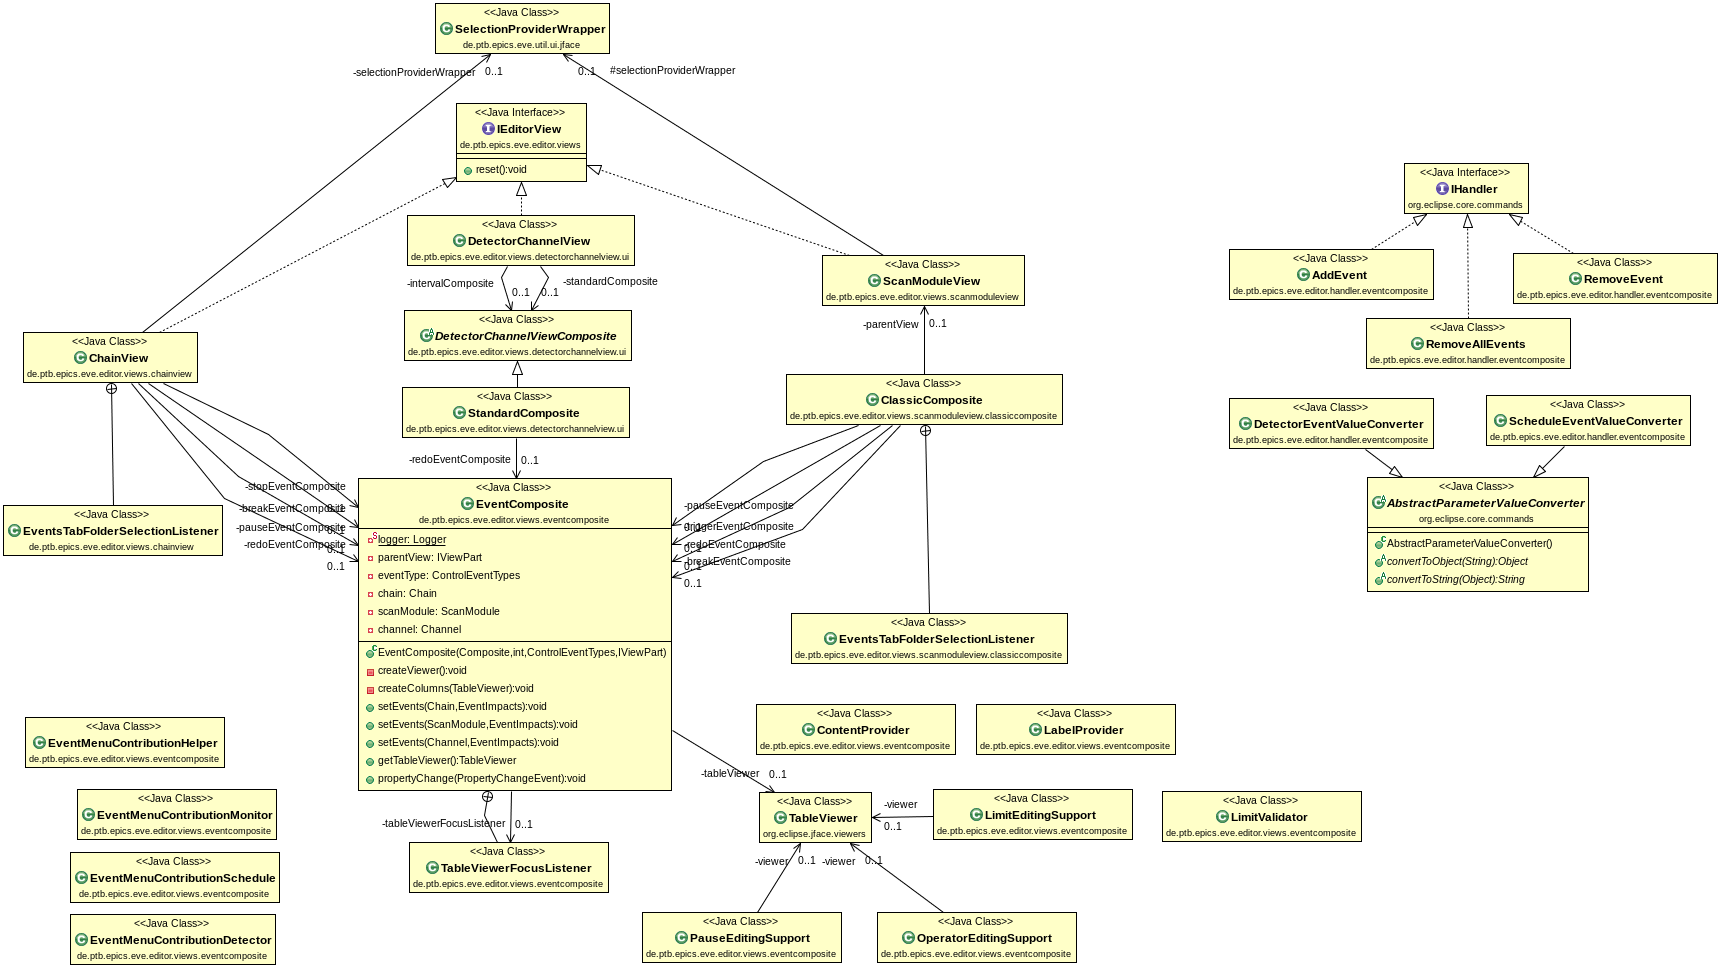 <<Java Class>>
SelectionProviderWrapper
de.ptb.epics.eve.util.ui.jface
-selectionProviderWrapper
0..1
0..1
#selectionProviderWrapper
<<Java Interface>>
IEditorView
de.ptb.epics.eve.editor.views
reset():void
<<Java Class>>
DetectorChannelView
de.ptb.epics.eve.editor.views.detectorchannelview.ui
-intervalComposite
0..1
0..1
-standardComposite
<<Java Class>>
DetectorChannelViewComposite
de.ptb.epics.eve.editor.views.detectorchannelview.ui
<<Java Class>>
StandardComposite
de.ptb.epics.eve.editor.views.detectorchannelview.ui
-redoEventComposite
0..1
<<Java Class>>
ScanModuleView
de.ptb.epics.eve.editor.views.scanmoduleview
-parentView
0..1
<<Java Class>>
ClassicComposite
de.ptb.epics.eve.editor.views.scanmoduleview.classiccomposite
<<Java Interface>>
IHandler
org.eclipse.core.commands
<<Java Class>>
AddEvent
de.ptb.epics.eve.editor.handler.eventcomposite
<<Java Class>>
RemoveEvent
de.ptb.epics.eve.editor.handler.eventcomposite
<<Java Class>>
RemoveAllEvents
de.ptb.epics.eve.editor.handler.eventcomposite
<<Java Class>>
DetectorEventValueConverter
de.ptb.epics.eve.editor.handler.eventcomposite
<<Java Class>>
ScheduleEventValueConverter
de.ptb.epics.eve.editor.handler.eventcomposite
<<Java Class>>
AbstractParameterValueConverter
org.eclipse.core.commands
AbstractParameterValueConverter()
convertToObject(String):Object
convertToString(Object):String
<<Java Class>>
ChainView
de.ptb.epics.eve.editor.views.chainview
<<Java Class>>
EventsTabFolderSelectionListener
de.ptb.epics.eve.editor.views.chainview
-stopEventComposite
0..1
-breakEventComposite
0..1
-pauseEventComposite
0..1
-redoEventComposite
0..1
<<Java Class>>
EventComposite
de.ptb.epics.eve.editor.views.eventcomposite
logger: Logger
parentView: IViewPart
eventType: ControlEventTypes
chain: Chain
scanModule: ScanModule
channel: Channel
EventComposite(Composite,int,ControlEventTypes,IViewPart)
createViewer():void
createColumns(TableViewer):void
setEvents(Chain,EventImpacts):void
setEvents(ScanModule,EventImpacts):void
setEvents(Channel,EventImpacts):void
getTableViewer():TableViewer
propertyChange(PropertyChangeEvent):void
-pauseEventComposite
0..1
-triggerEventComposite
0..1
-redoEventComposite
0..1
-breakEventComposite
0..1
<<Java Class>>
EventsTabFolderSelectionListener
de.ptb.epics.eve.editor.views.scanmoduleview.classiccomposite
<<Java Class>>
EventMenuContributionHelper
de.ptb.epics.eve.editor.views.eventcomposite
<<Java Class>>
EventMenuContributionMonitor
de.ptb.epics.eve.editor.views.eventcomposite
<<Java Class>>
EventMenuContributionSchedule
de.ptb.epics.eve.editor.views.eventcomposite
<<Java Class>>
EventMenuContributionDetector
de.ptb.epics.eve.editor.views.eventcomposite
-tableViewerFocusListener
0..1
<<Java Class>>
TableViewerFocusListener
de.ptb.epics.eve.editor.views.eventcomposite
<<Java Class>>
ContentProvider
de.ptb.epics.eve.editor.views.eventcomposite
<<Java Class>>
LabelProvider
de.ptb.epics.eve.editor.views.eventcomposite
-tableViewer
0..1
<<Java Class>>
TableViewer
org.eclipse.jface.viewers
-viewer
0..1
<<Java Class>>
LimitEditingSupport
de.ptb.epics.eve.editor.views.eventcomposite
<<Java Class>>
LimitValidator
de.ptb.epics.eve.editor.views.eventcomposite
-viewer
0..1
-viewer
0..1
<<Java Class>>
PauseEditingSupport
de.ptb.epics.eve.editor.views.eventcomposite
<<Java Class>>
OperatorEditingSupport
de.ptb.epics.eve.editor.views.eventcomposite